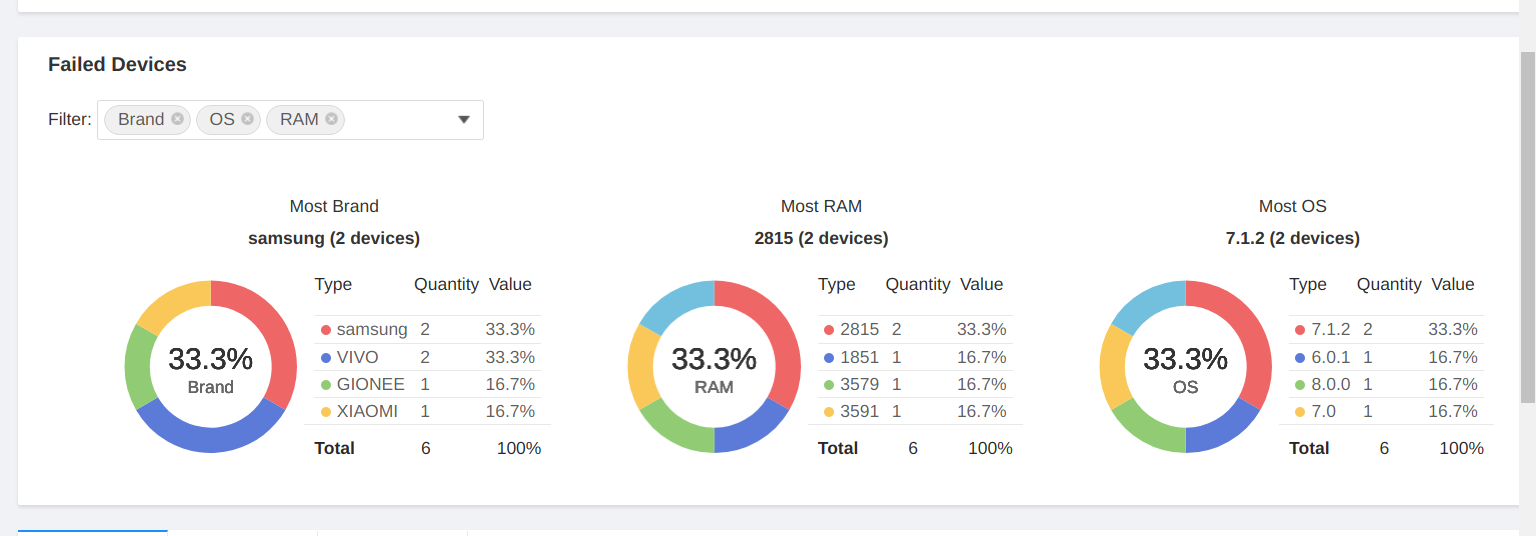 Failed Devices
Filter: Brand OS RAM
Most Brand
samsung (2 devices)
33.3%
Brand
Type Quantity Value
samsung 2 33.3%
VIVO 2 33.3%
GIONEE 1 16.7%
XIAOMI 1 16.7%
Total 6 100%
Most RAM
2815 (2 devices)
33.3%
RAM
Type Quantity Value
2815 2 33.3%
1851 1 16.7%
3579 1 16.7%
3591 1 16.7%
Total 6 100%
Most OS
7.1.2 (2 devices)
33.3%
OS
Type Quantity Value
7.1.2 2 33.3%
6.0.1 1 16.7%
8.0.0 1 16.7%
7.0 1 16.7%
Total 6 100%